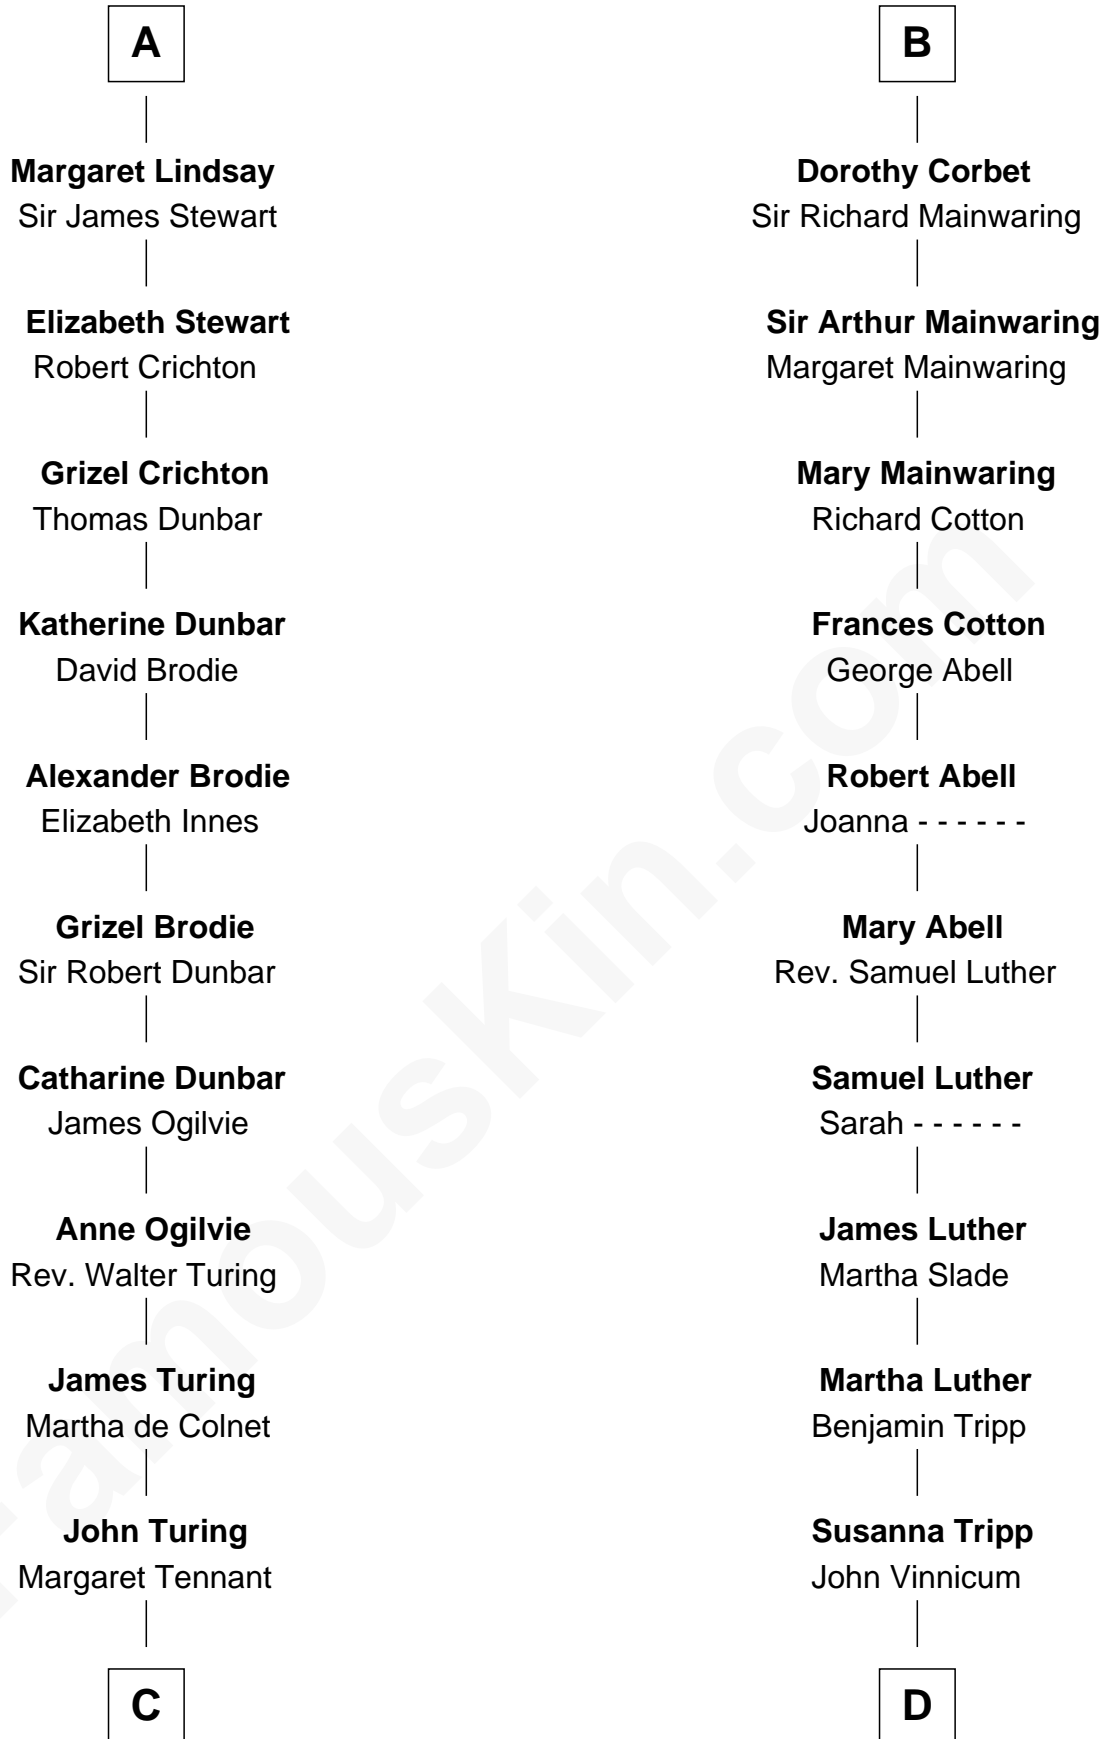 A
Margaret Lindsay
Sir James Stewart
Elizabeth Stewart
Robert Crichton
Grizel Crichton
Thomas Dunbar
Katherine Dunbar
David Brodie
Alexander Brodie
Elizabeth Innes
Grizel Brodie
Sir Robert Dunbar
Catharine Dunbar
James Ogilvie
Anne Ogilvie
Rev. Walter Turing
James Turing
Martha de Colnet
John Turing
Margaret Tennant
C
B
Dorothy Corbet
Sir Richard Mainwaring
Sir Arthur Mainwaring
Margaret Mainwaring
Mary Mainwaring
Richard Cotton
Frances Cotton
George Abell
Robert Abell
Joanna - - - - - -
Mary Abell
Rev. Samuel Luther
Samuel Luther
Sarah - - - - - -
James Luther
Martha Slade
Martha Luther
Benjamin Tripp
Susanna Tripp
John Vinnicum
D
FamousKin.com